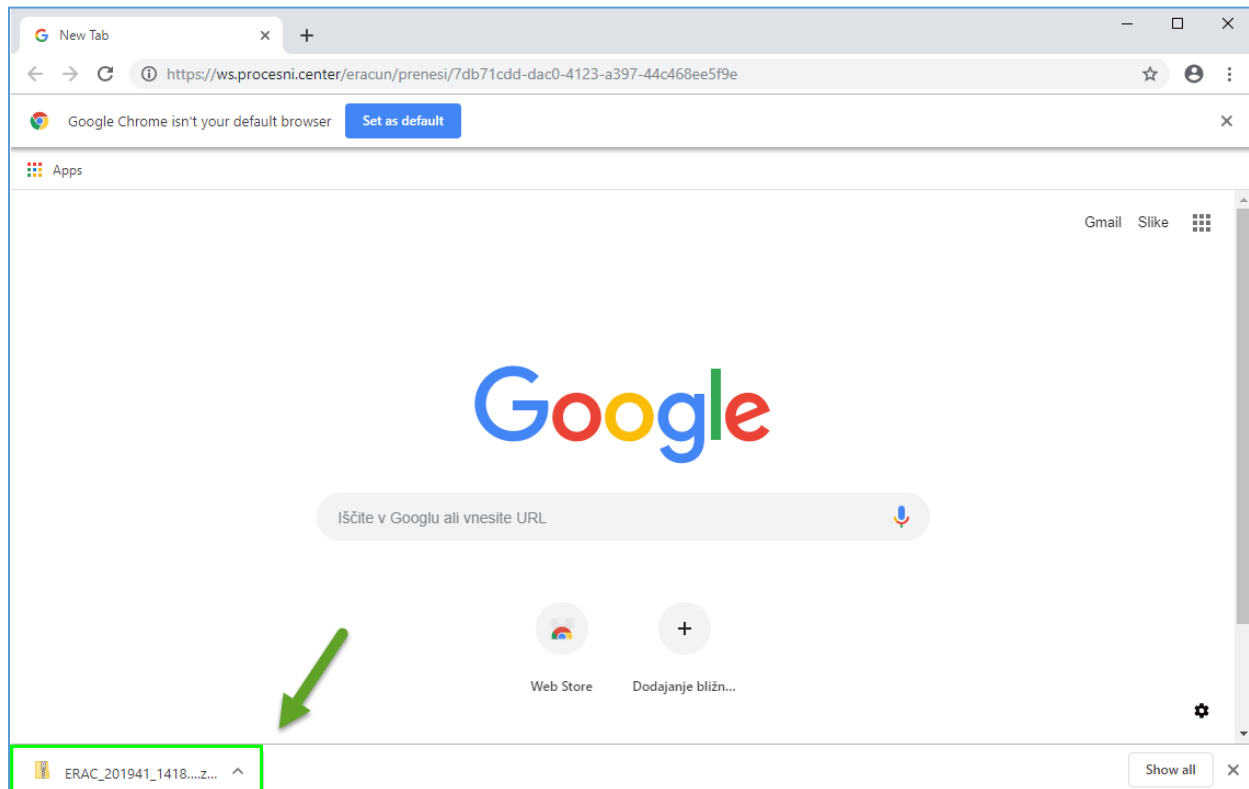 New Tab
https://ws.procesni.center/eracun/prenesi/7db71cdd-dac0-4123-a397-44c468ee5f9e
Google Chrome isn't your default browser Set as default
Apps
Gmail Slike
Google
Iščite v Googlu ali vnesite URL
Web Store Dodajanje bližn...
ERAC_201941_1418....z... Show all